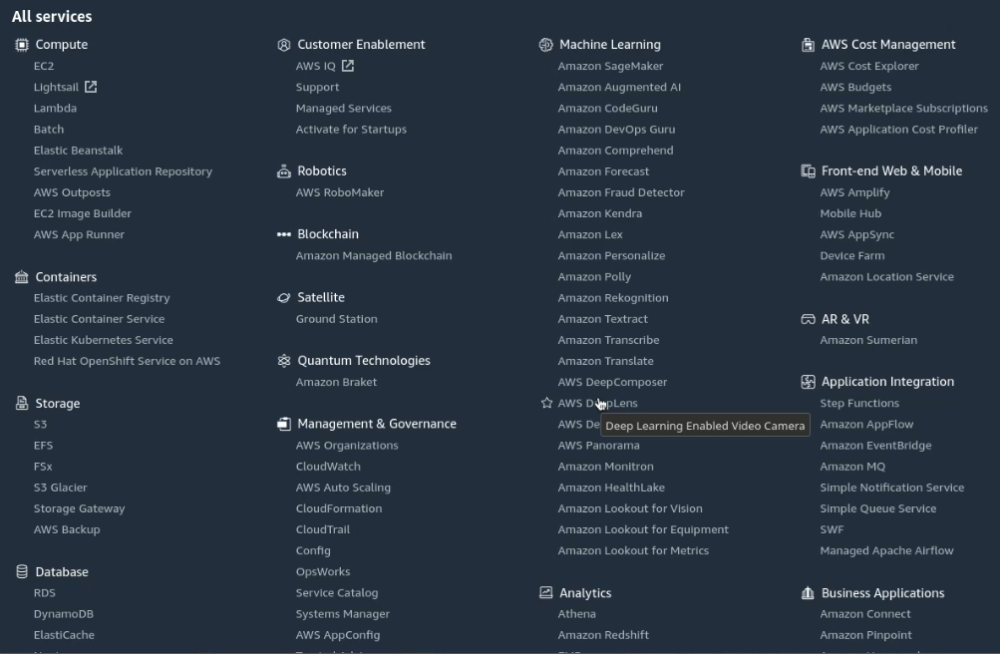 All services
Compute
EC2
Lightsail
Lambda
Batch
Elastic Beanstalk
Serverless Application Repository
AWS Outposts
EC2 Image Builder
AWS App Runner
Containers
Elastic Container Registry
Elastic Container Service
Elastic Kubernetes Service
Red Hat OpenShift Service on AWS
Storage
S3
EFS
FSx
S3 Glacier
Storage Gateway
AWS Backup
Database
RDS
DynamoDB
ElastiCache
Customer Enablement
AWS IQ
Support
Managed Services
Activate for Startups
Robotics
AWS RoboMaker
Blockchain
Amazon Managed Blockchain
Satellite
Ground Station
Quantum Technologies
Amazon Braket
Management & Governance
AWS Organizations
CloudWatch
AWS Auto Scaling
CloudFormation
CloudTrail
Config
OpsWorks
Service Catalog
Systems Manager
AWS AppConfig
Machine Learning
Amazon SageMaker
Amazon Augmented AI
Amazon CodeGuru
Amazon DevOps Guru
Amazon Comprehend
Amazon Forecast
Amazon Fraud Detector
Amazon Kendra
Amazon Lex
Amazon Personalize
Amazon Polly
Amazon Rekognition
Amazon Textract
Amazon Transcribe
Amazon Translate
AWS DeepComposer
AWS DeepLens
AWS De
Deep Learning Enabled Video Camera
AWS Panorama
Amazon Monitron
Amazon HealthLake
Amazon Lookout for Vision
Amazon Lookout for Equipment
Amazon Lookout for Metrics
Analytics
Athena
Amazon Redshift
AWS Cost Management
AWS Cost Explorer
AWS Budgets
AWS Marketplace Subscriptions
AWS Application Cost Profiler
Front-end Web & Mobile
AWS Amplify
Mobile Hub
AWS AppSync
Device Farm
Amazon Location Service
AR & VR
Amazon Sumerian
Application Integration
Step Functions
Amazon AppFlow
Amazon EventBridge
Amazon MQ
Simple Notification Service
Simple Queue Service
SWF
Managed Apache Airflow
Business Applications
Amazon Connect
Amazon Pinpoint